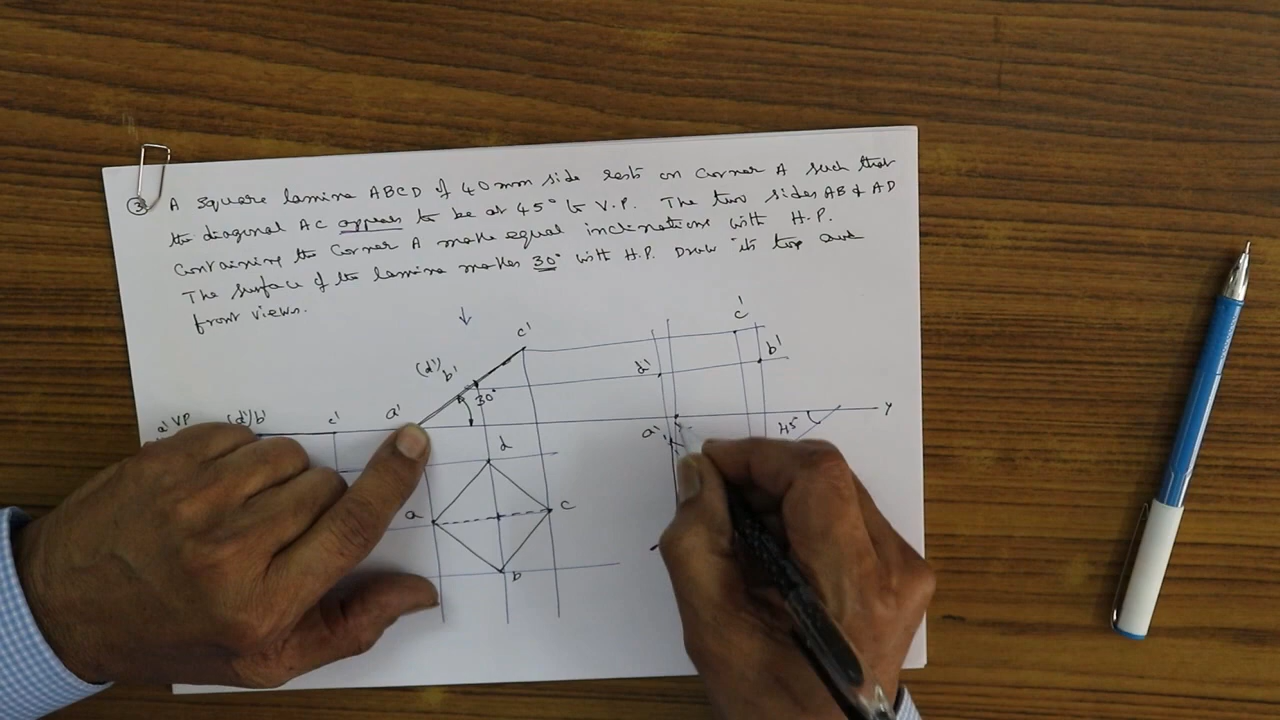 ③ A square lamina ABCD of 40mm side rests on corner A such that
the diagonal AC appears to be at 45° to V.P. The two sides AB & AD
containing the corner A make equal inclinations with H.P.
The surface of the lamina makes 30° with H.P. Draw its top and
front views.
c' c'
(d') b' d' b'
30°
a' VP (d')b' c' a' y
a' 45
d
a c
b